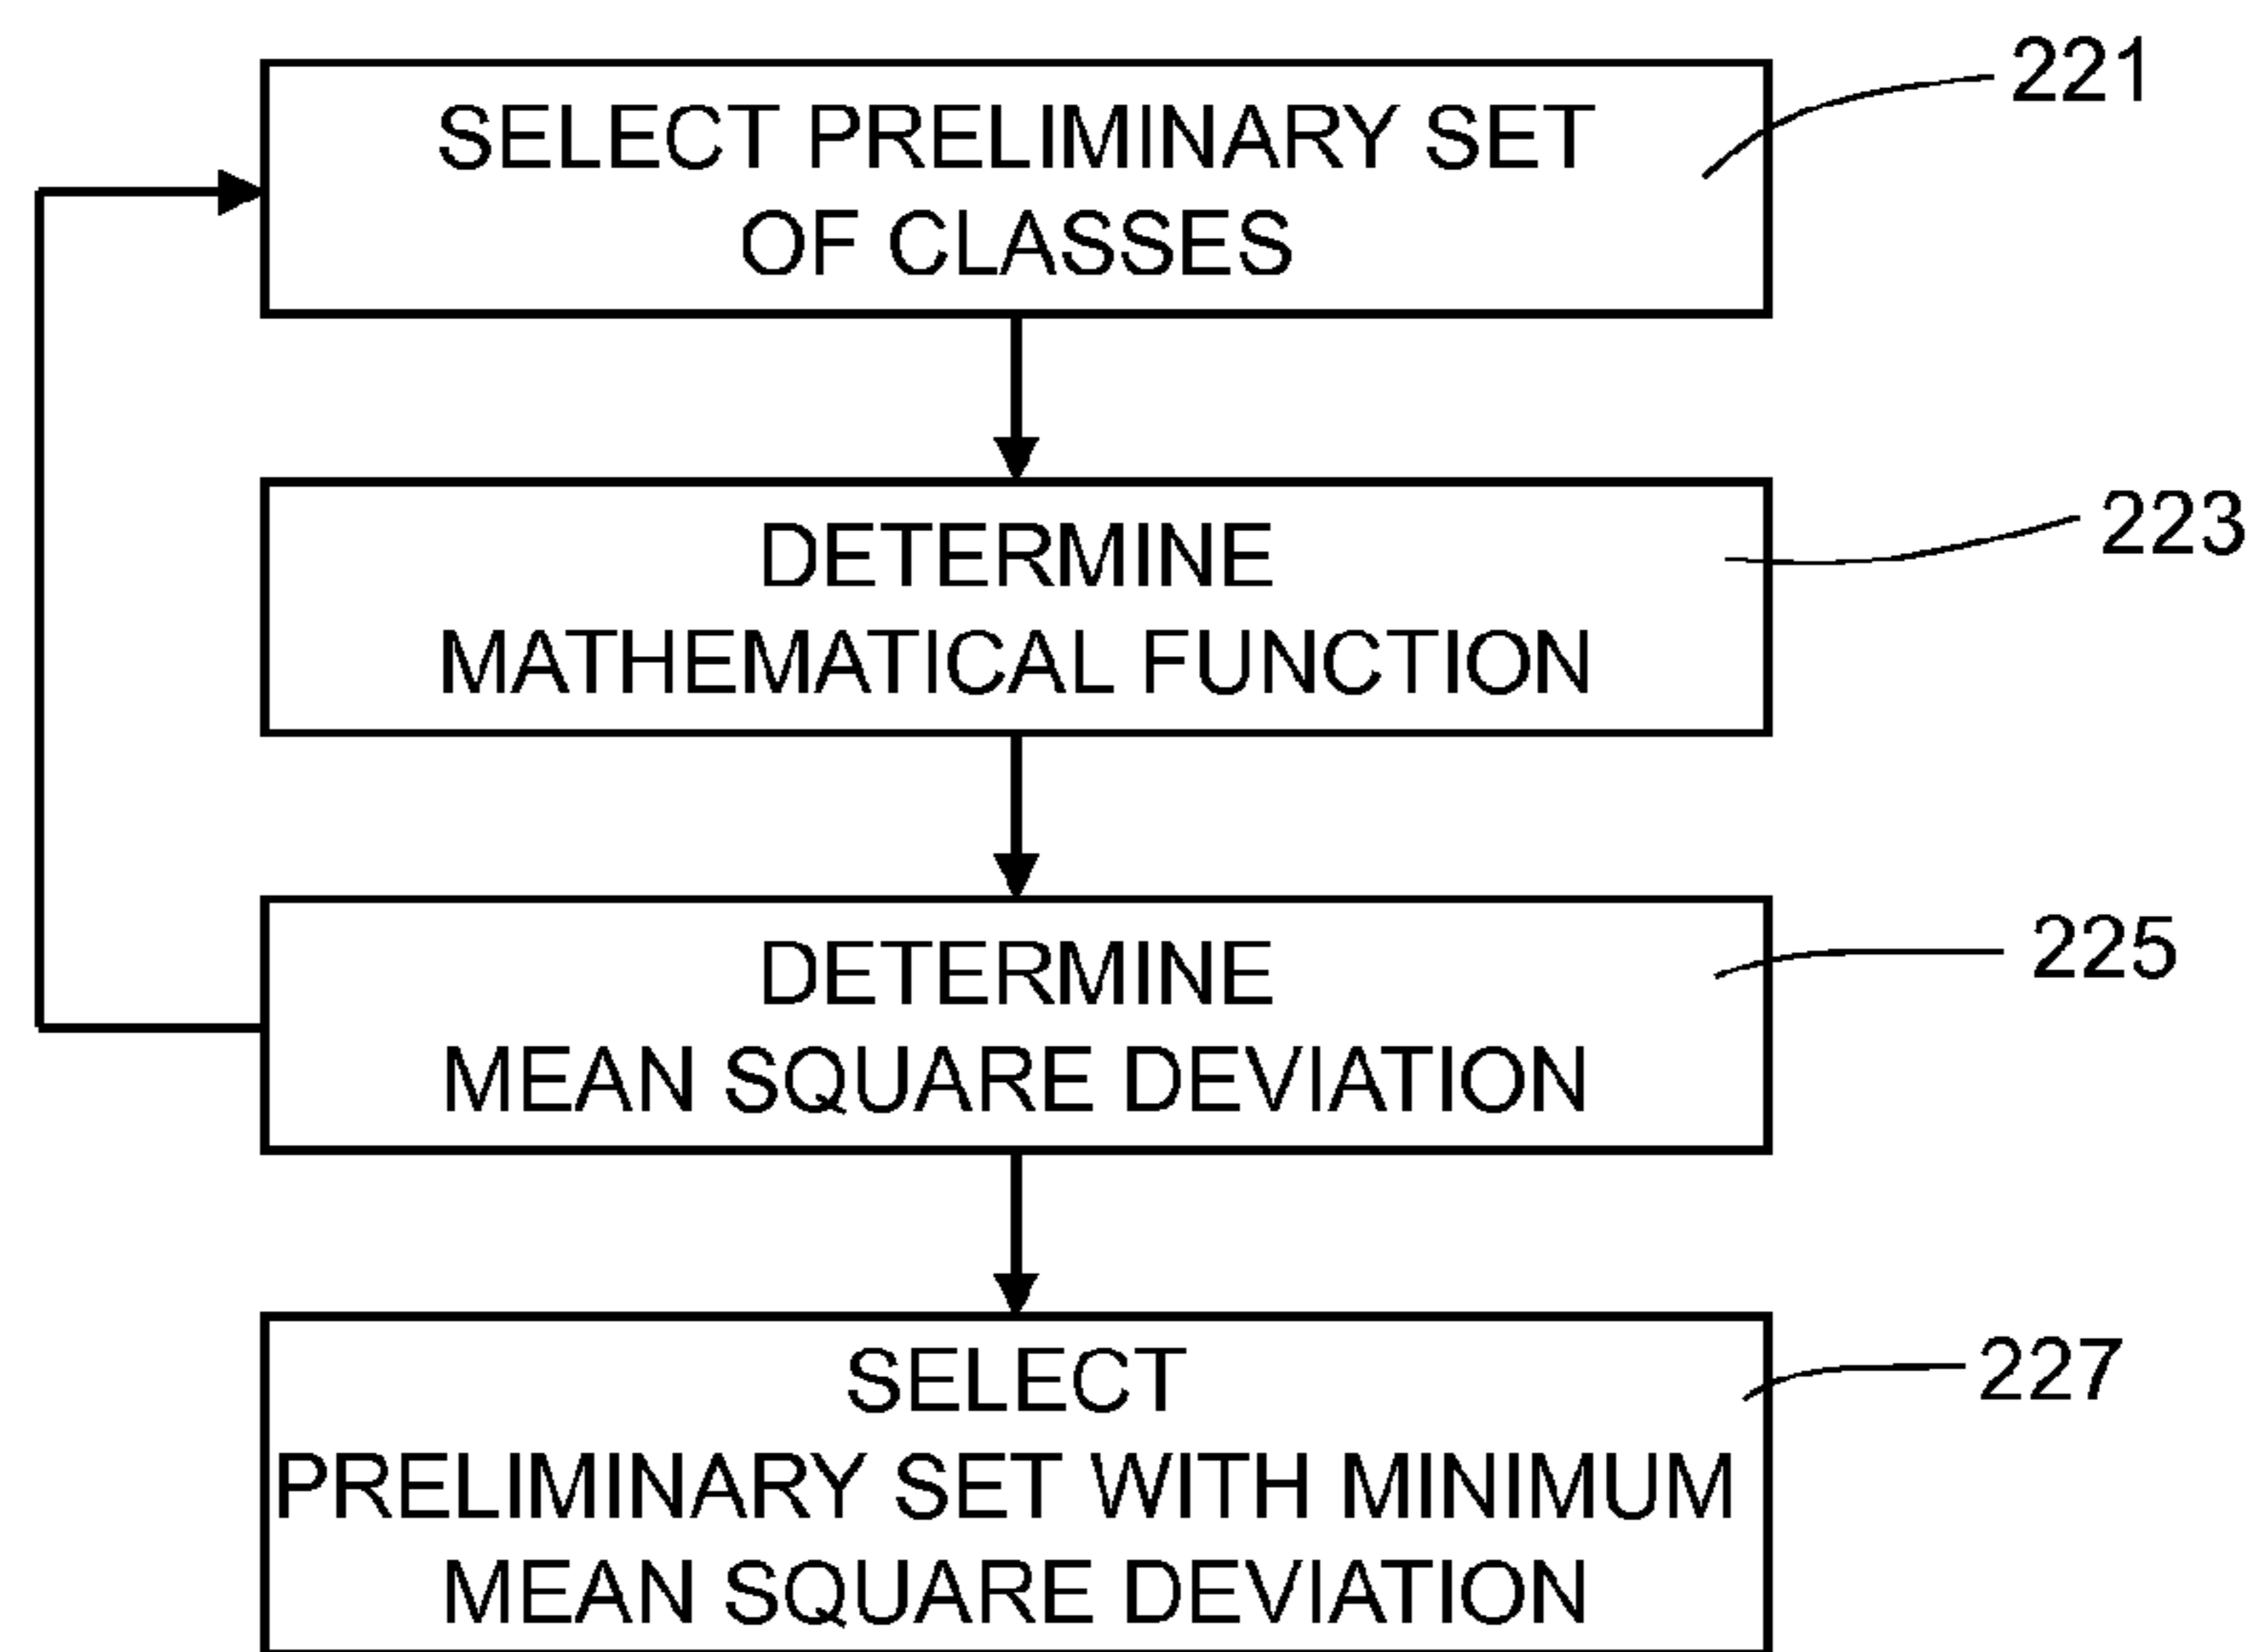 SELECT PRELIMINARY SET
OF CLASSES
221
DETERMINE
MATHEMATICAL FUNCTION
223
DETERMINE
MEAN SQUARE DEVIATION
225
SELECT
PRELIMINARY SET WITH MINIMUM
MEAN SQUARE DEVIATION
227